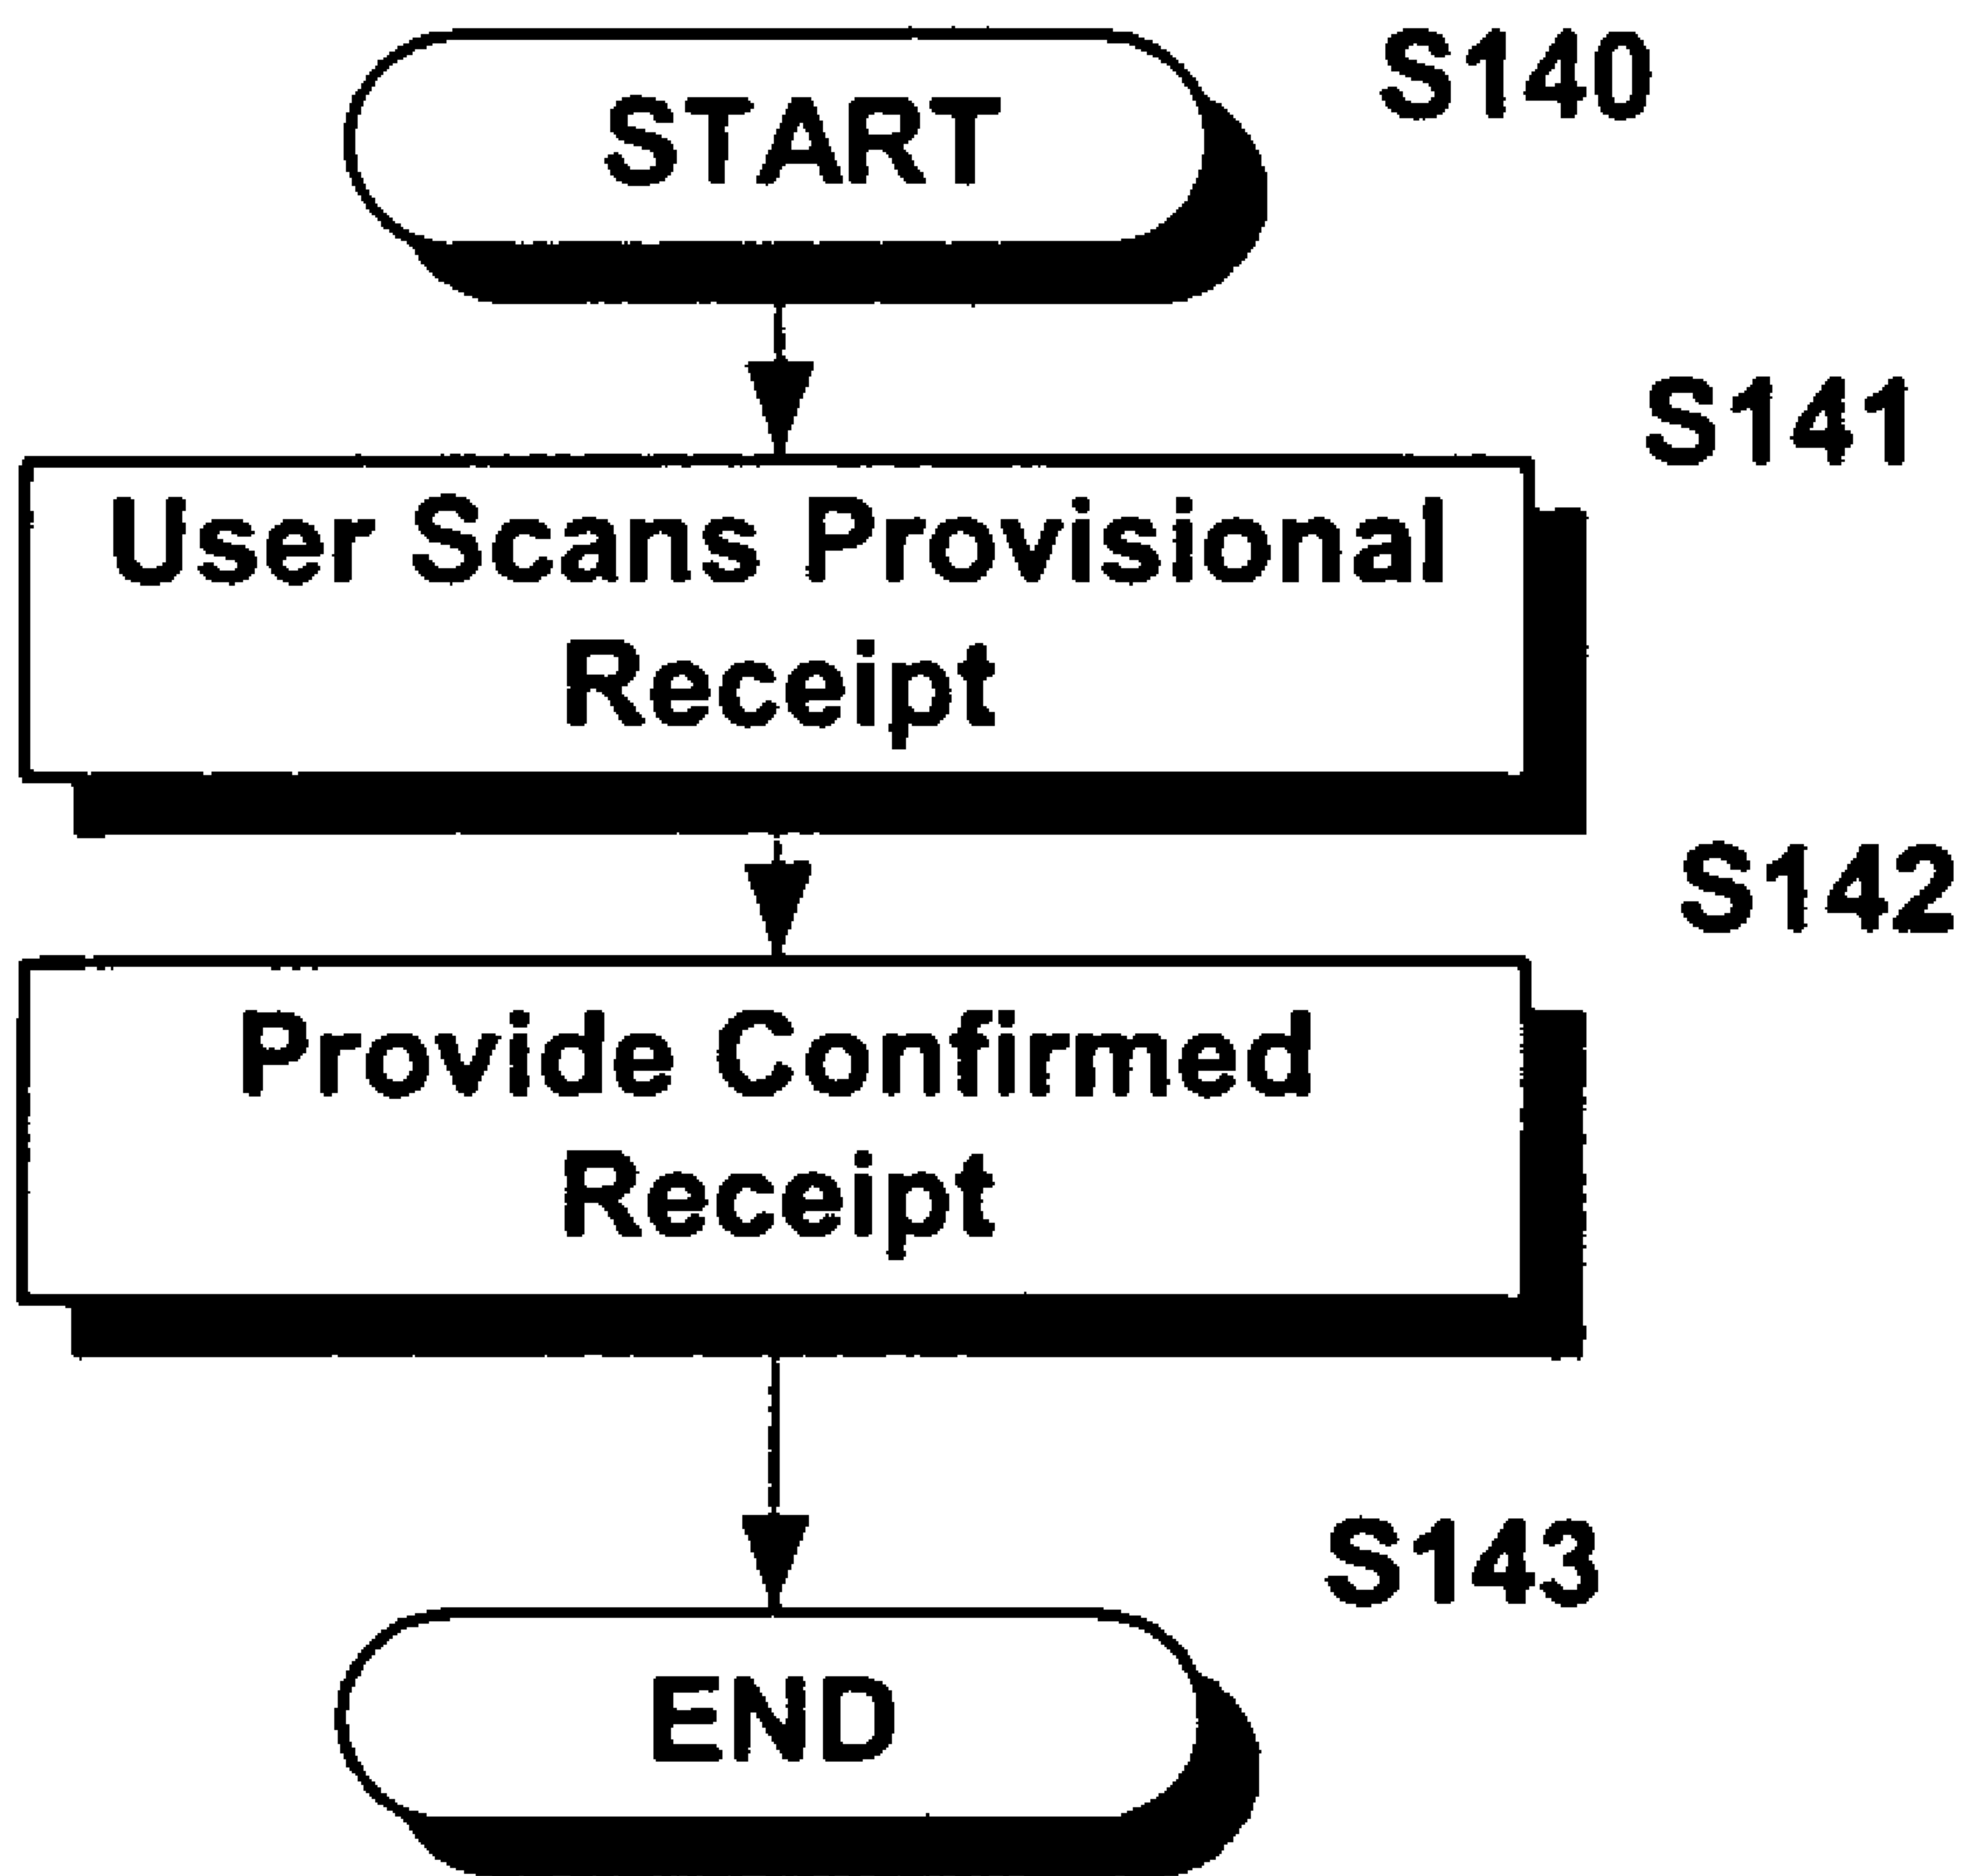 START
S140
S141
User Scans Provisional
Receipt
S142
Provide Confirmed
Receipt
S143
END